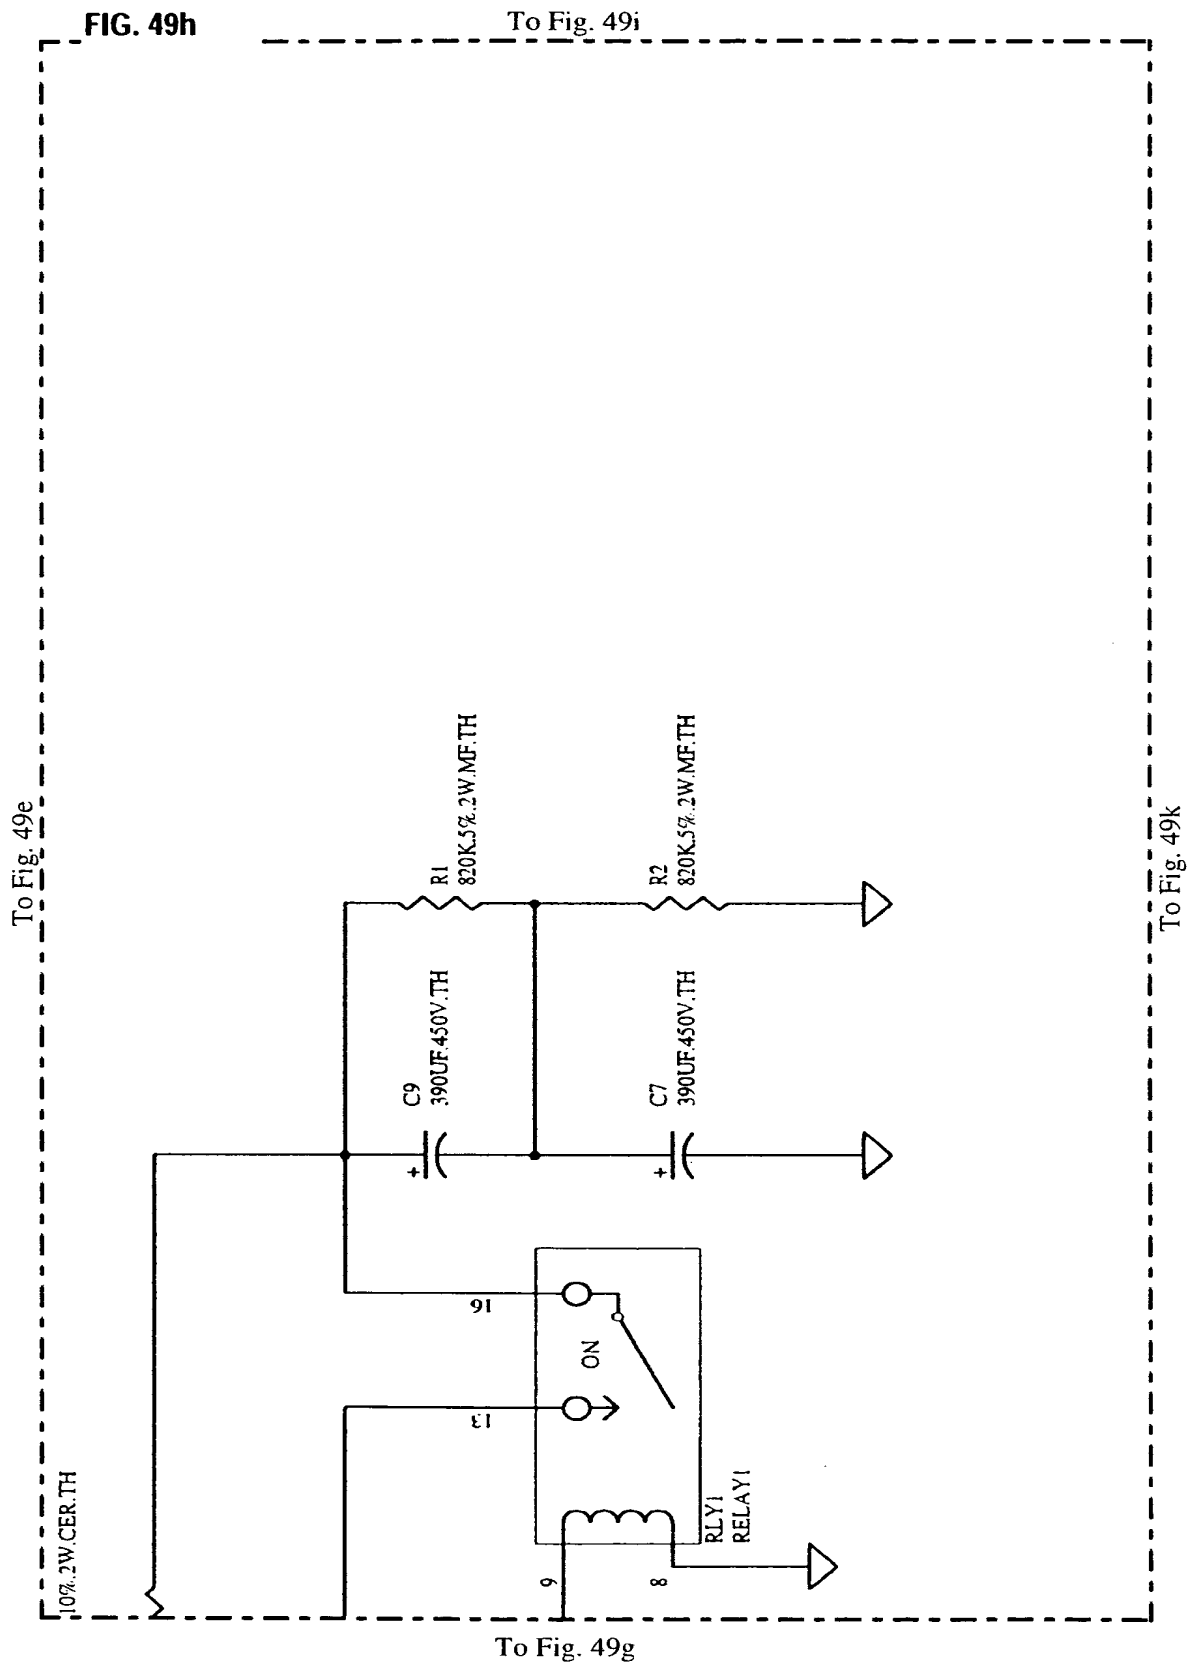 FIG. 49h
To Fig. 49i
To Fig. 49e
To Fig. 49k
R1
820K.5%.2W.MF.TH
R2
820K.5%.2W.MF.TH
C9
390UF.450V.TH
+
C7
390UF.450V.TH
+
16
NO
13
RLY1
RELAY1
10%.2W.CER.TH
9
8
To Fig. 49g